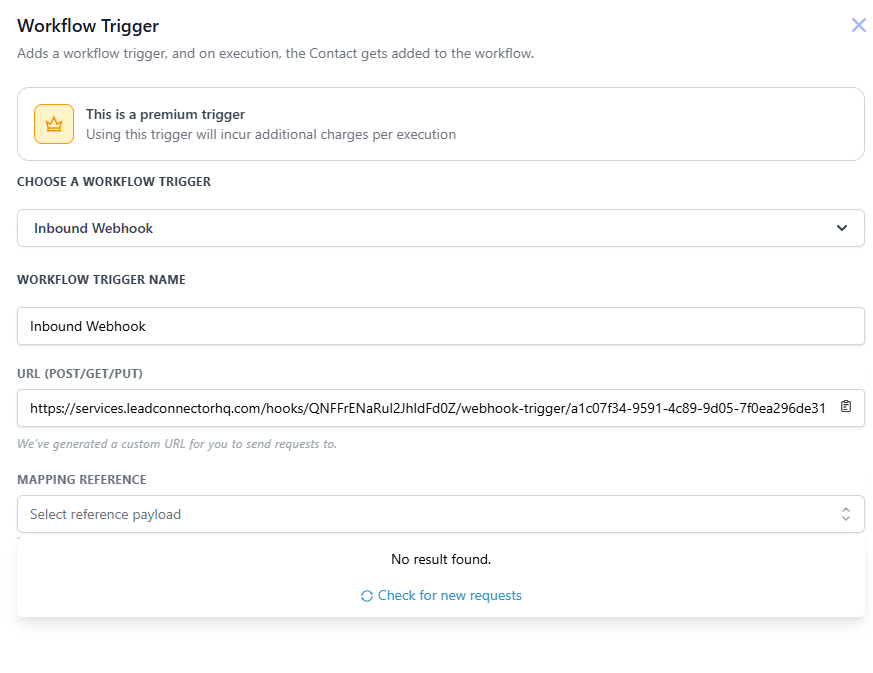 Workflow Trigger
Adds a workflow trigger, and on execution, the Contact gets added to the workflow.
This is a premium trigger
Using this trigger will incur additional charges per execution
CHOOSE A WORKFLOW TRIGGER
Inbound Webhook
WORKFLOW TRIGGER NAME
Inbound Webhook
URL (POST/GET/PUT)
https://services.leadconnectorhq.com/hooks/QNFFrENaRul2JhldFd0Z/webhook-trigger/a1c07f34-9591-4c89-9d05-7f0ea296de31
We've generated a custom URL for you to send requests to.
MAPPING REFERENCE
Select reference payload
No result found.
Check for new requests